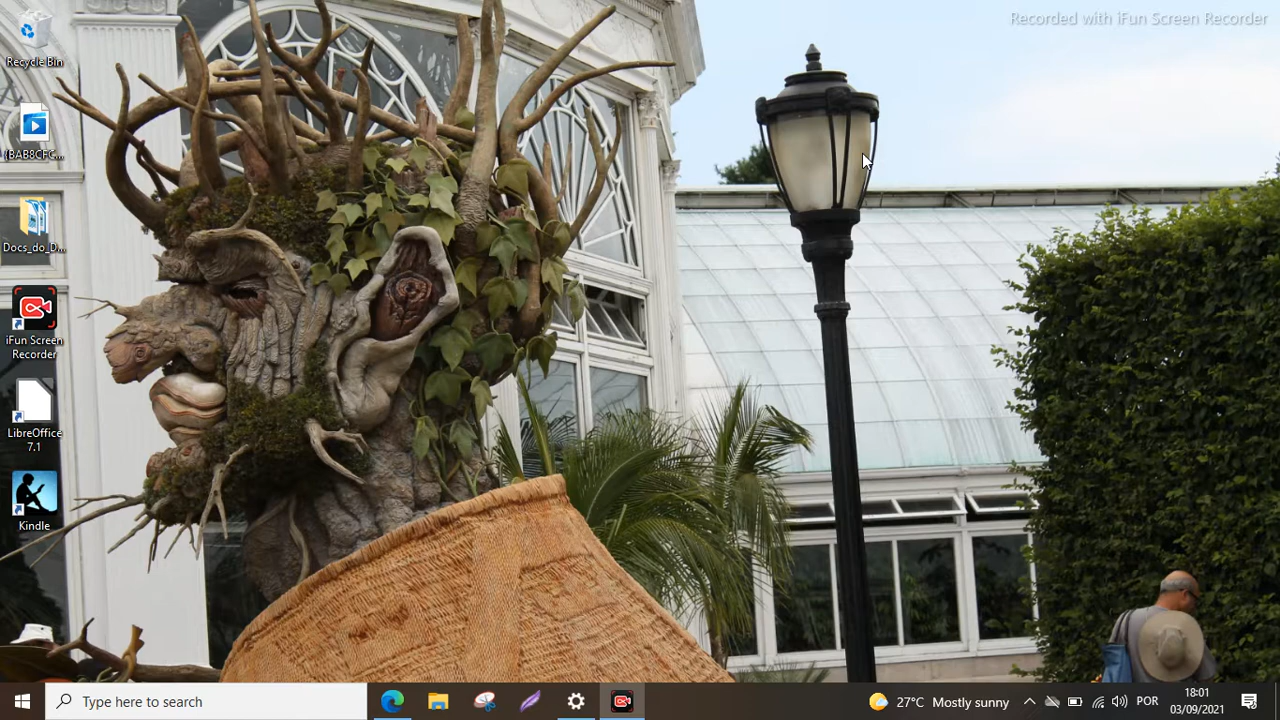 Recorded with iFun Screen Recorder
Recycle Bin
{BAB8CFC...
Docs_do_D...
iFun Screen
Recorder
LibreOffice
7.1
Kindle
Type here to search
27°C Mostly sunny
POR
18:01
03/09/2021